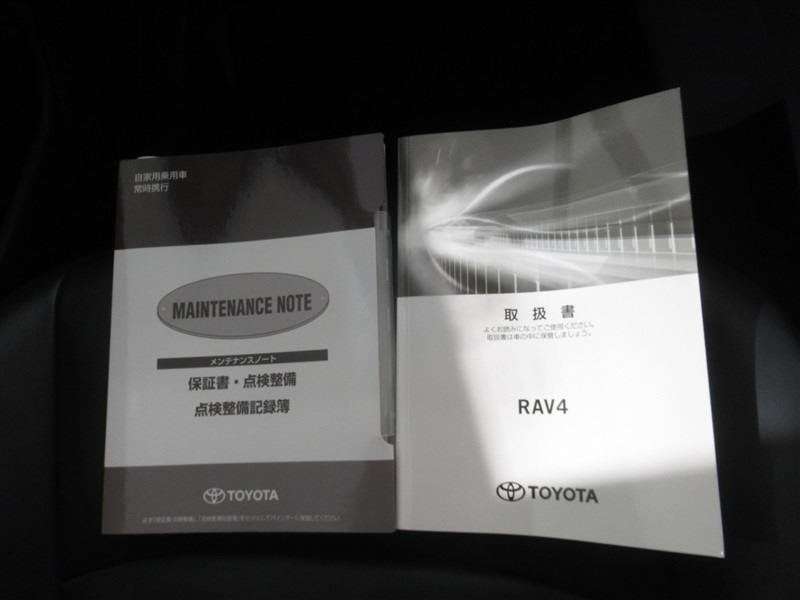 自家用乗用車
常時携行
MAINTENANCE NOTE
メンテナンスノート
保証書・点検整備
点検整備記録簿
TOYOTA
取扱書
よくお読みになってご使用ください。
取扱書は車の中に保管しましょう。
RAV4
TOYOTA